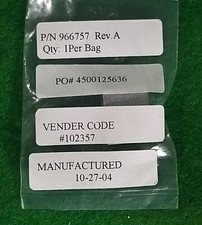 P/N 966757 Rev.A
Qty: 1Per Bag
PO# 4500125636
VENDER CODE
#102357
MANUFACTURED
10-27-04